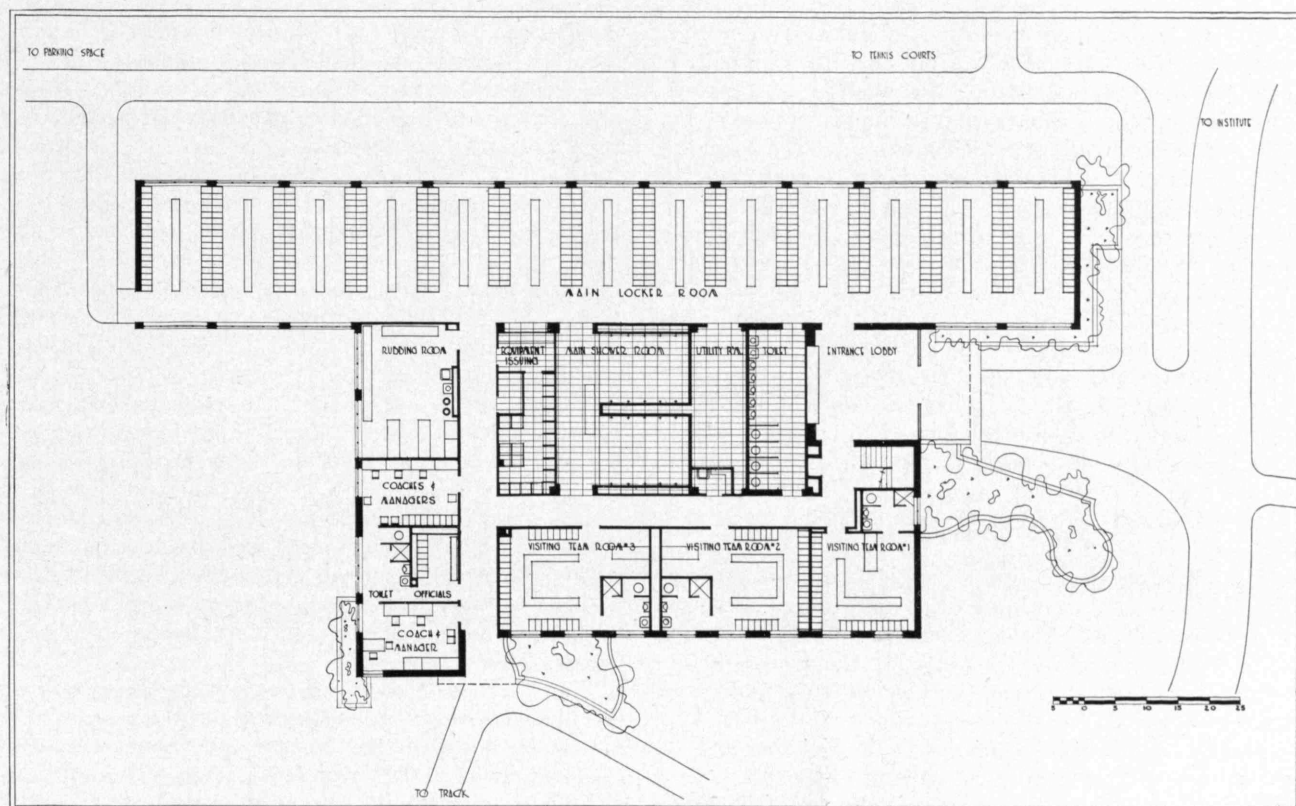 TO PARKING SPACE
TO TENNIS COURTS
TO INSTITUTE
MAIN LOCKER ROOM
RUBBING ROOM
EQUIPMENT
ISSUING
MAIN SHOWER ROOM
UTILITY RM.
TOILET
ENTRANCE LOBBY
COACHES &
MANAGERS
VISITING TEAM ROOM #3
VISITING TEAM ROOM #2
VISITING TEAM ROOM #1
TOILET
OFFICIALS
COACH &
MANAGER
5 0 5 10 15 20 25
TO TRACK